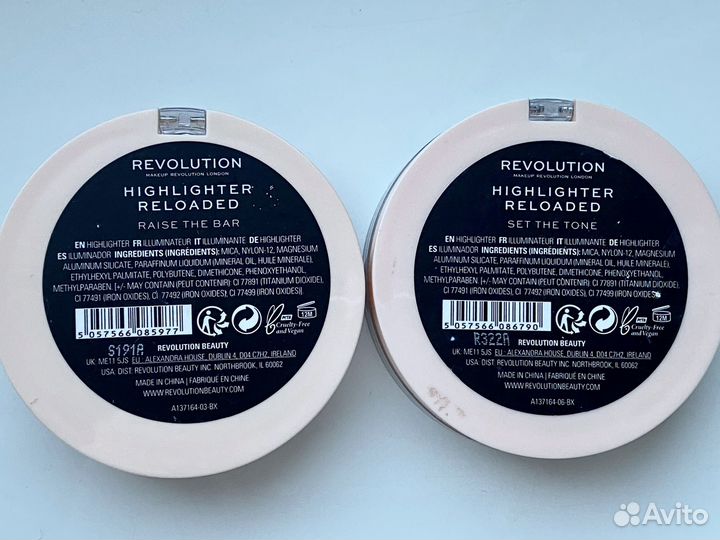 REVOLUTION
MAKEUP REVOLUTION LONDON
HIGHLIGHTER
RELOADED
RAISE THE BAR
EN HIGHLIGHTER FR ILLUMINATEUR IT ILLUMINANTE DE HIGHLIGHTER
ES ILUMINADOR INGREDIENTS (INGRÉDIENTS): MICA, NYLON-12, MAGNESIUM
ALUMINUM SILICATE, PARAFFINUM LIQUIDUM (MINERAL OIL, HUILE MINERALE),
ETHYLHEXYL PALMITATE, POLYBUTENE, DIMETHICONE, PHENOXYETHANOL,
METHYLPARABEN. [+/- MAY CONTAIN (PEUT CONTENIR): CI 77891 (TITANIUM DIOXIDE),
CI 77491 (IRON OXIDES), CI 77492 (IRON OXIDES), CI 77499 (IRON OXIDES)]
5 057566 085977
PETA
Cruelty-Free
and Vegan
12M
S191A
REVOLUTION BEAUTY
UK: ME11 5JS EU: ALEXANDRA HOUSE, DUBLIN 4, D04 C7H2, IRELAND
USA: DIST. REVOLUTION BEAUTY INC. NORTHBROOK, IL 60062
MADE IN CHINA | FABRIQUÉ EN CHINE
WWW.REVOLUTIONBEAUTY.COM
A137164-03-BX
REVOLUTION
MAKEUP REVOLUTION LONDON
HIGHLIGHTER
RELOADED
SET THE TONE
EN HIGHLIGHTER FR ILLUMINATEUR IT ILLUMINANTE DE HIGHLIGHTER
ES ILUMINADOR INGREDIENTS (INGRÉDIENTS): MICA, NYLON-12, MAGNESIUM
ALUMINUM SILICATE, PARAFFINUM LIQUIDUM (MINERAL OIL, HUILE MINERALE),
ETHYLHEXYL PALMITATE, POLYBUTENE, DIMETHICONE, PHENOXYETHANOL,
METHYLPARABEN. [+/- MAY CONTAIN (PEUT CONTENIR): CI 77891 (TITANIUM DIOXIDE),
CI 77491 (IRON OXIDES), CI 77492 (IRON OXIDES), CI 77499 (IRON OXIDES)]
5 057566 086790
PETA
Cruelty-Free
and Vegan
12M
R322A
REVOLUTION BEAUTY
UK: ME11 5JS EU: ALEXANDRA HOUSE, DUBLIN 4, D04 C7H2, IRELAND
USA: DIST. REVOLUTION BEAUTY INC. NORTHBROOK, IL 60062
MADE IN CHINA | FABRIQUÉ EN CHINE
WWW.REVOLUTIONBEAUTY.COM
A137164-06-BX
Avito